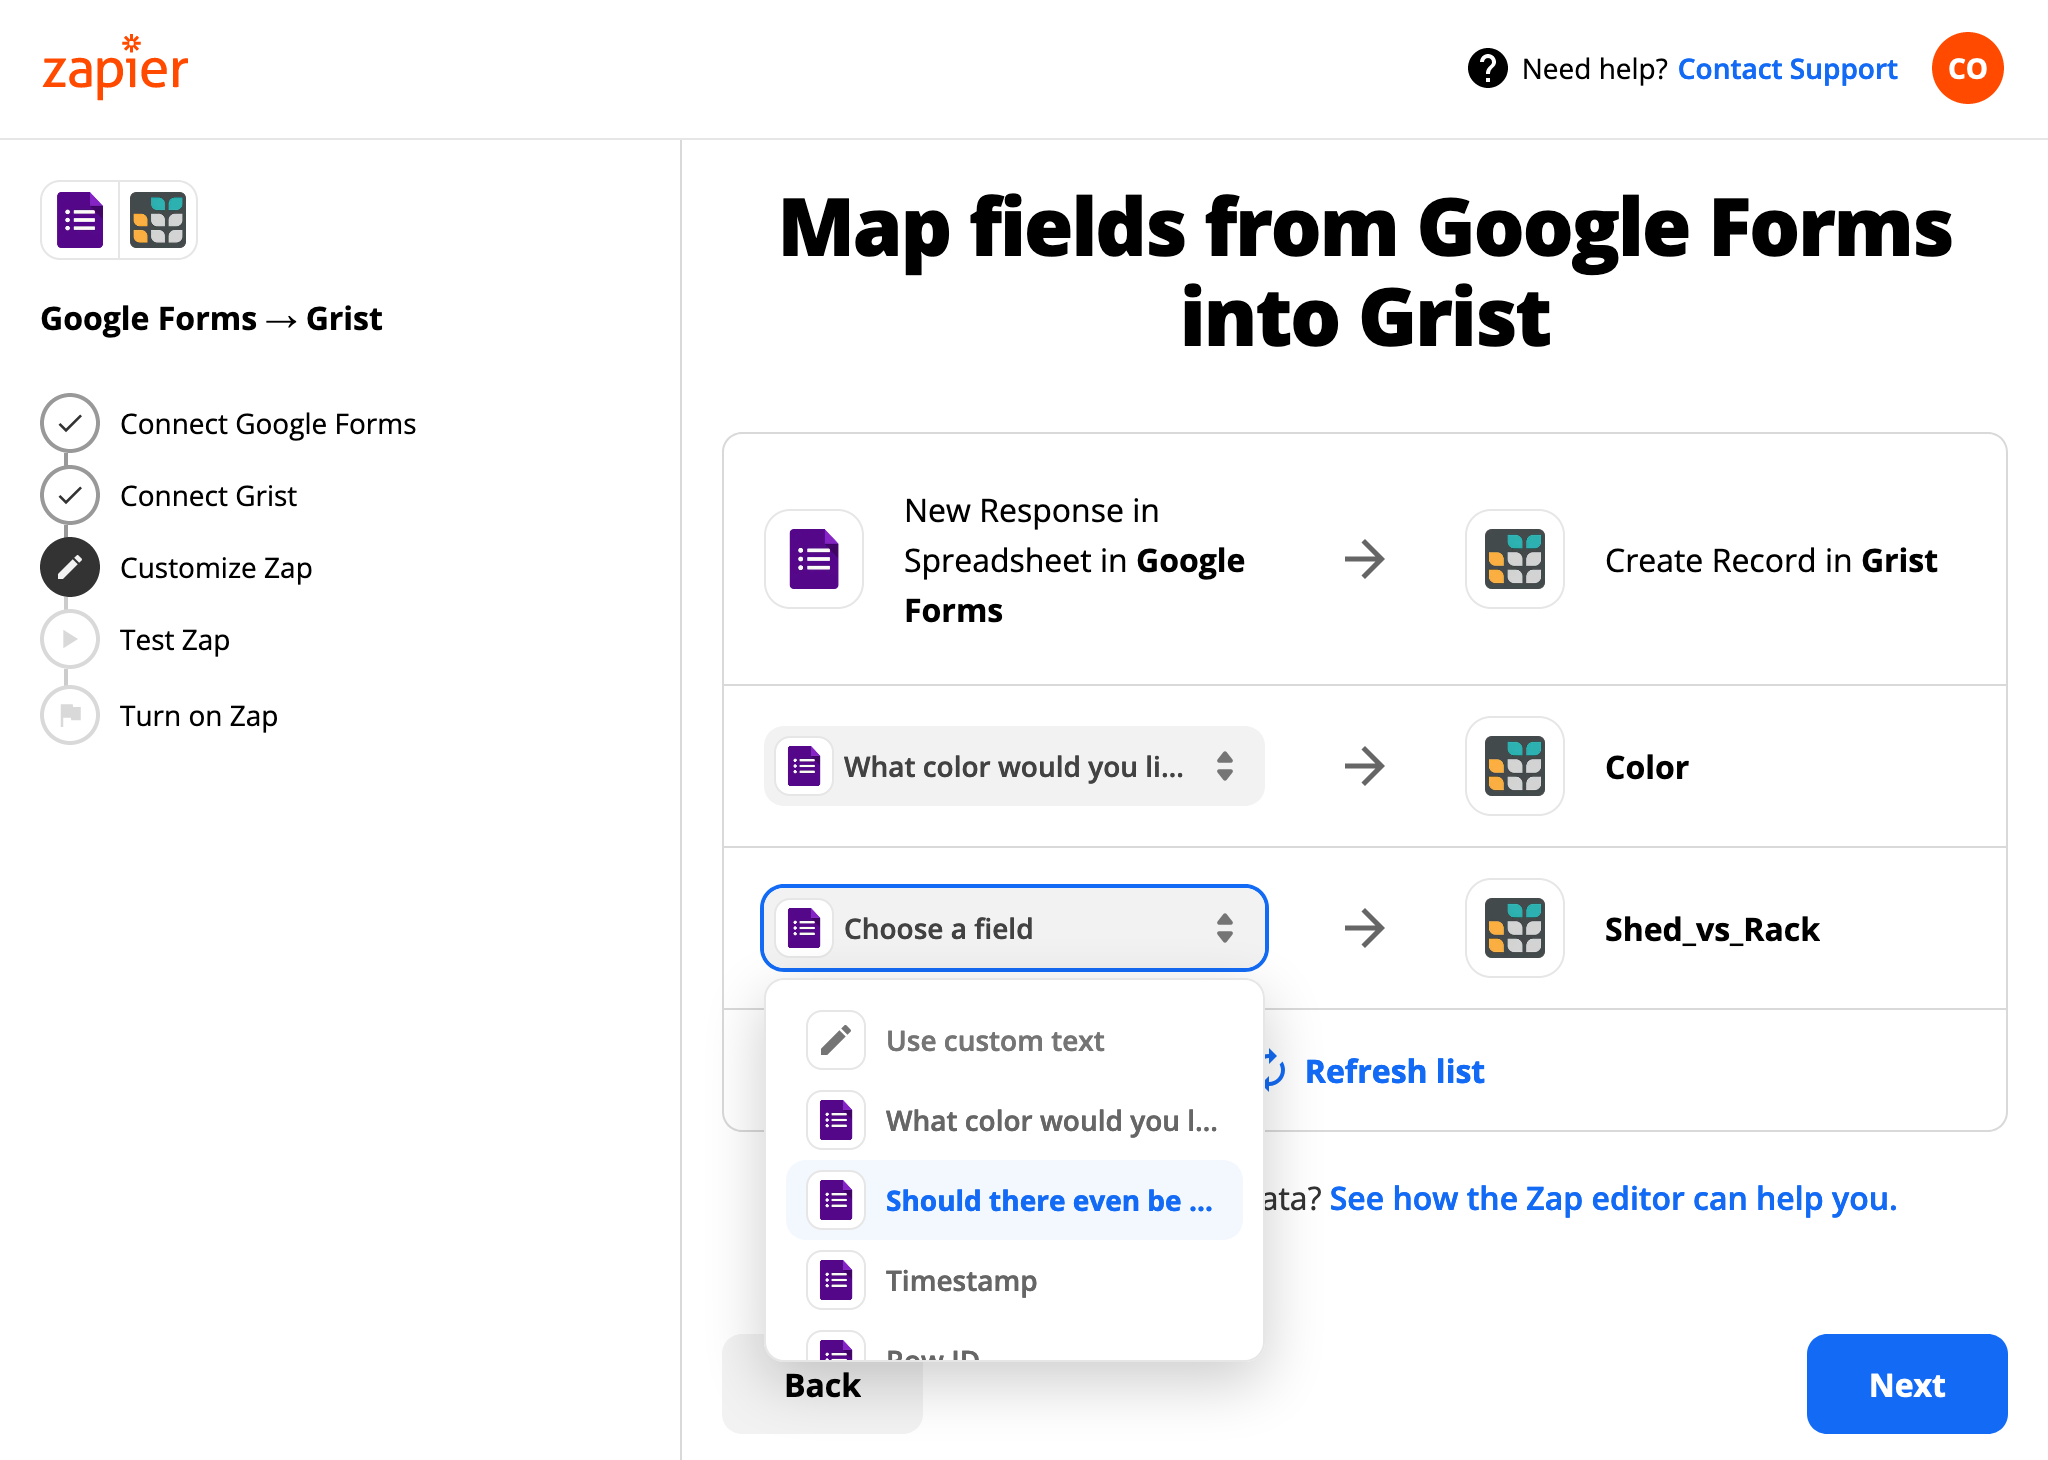 zapier
? Need help? Contact Support
CO
Google Forms → Grist
Connect Google Forms
Connect Grist
Customize Zap
Test Zap
Turn on Zap
Map fields from Google Forms
into Grist
New Response in
Spreadsheet in Google
Forms
Create Record in Grist
What color would you li...
Color
Choose a field
Shed_vs_Rack
Use custom text
What color would you l...
Should there even be ...
Timestamp
Row ID
Refresh list
ata? See how the Zap editor can help you.
Back
Next